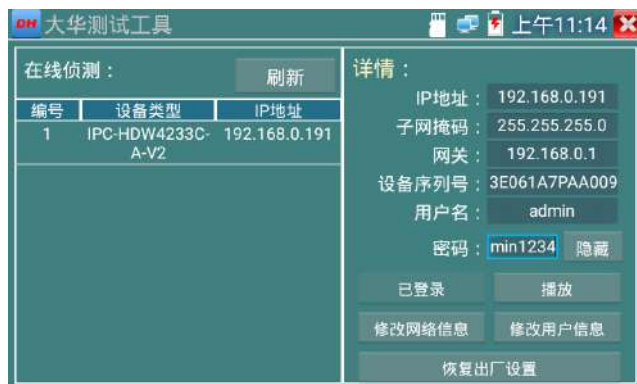 DH 大华测试工具
上午11:14
在线侦测：
刷新
编号 设备类型 IP地址
1 IPC-HDW4233C-A-V2 192.168.0.191
详情：
IP地址： 192.168.0.191
子网掩码： 255.255.255.0
网关： 192.168.0.1
设备序列号： 3E061A7PAA009
用户名： admin
密码： min1234 隐藏
已登录 播放
修改网络信息 修改用户信息
恢复出厂设置